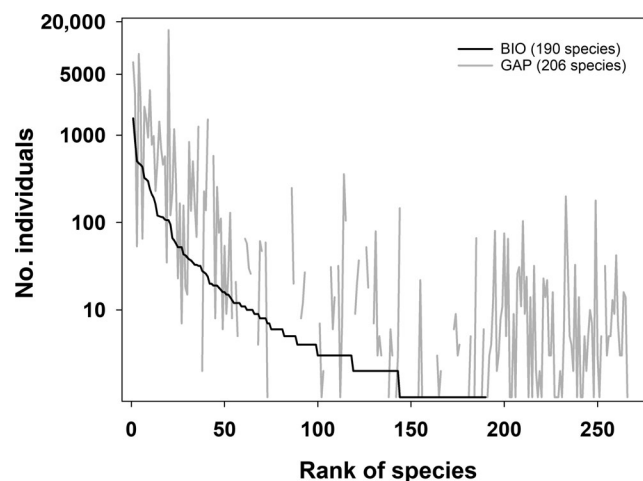 20,000
BIO (190 species)
GAP (206 species)
5000
1000
100
10
No. individuals
0 50 100 150 200 250
Rank of species